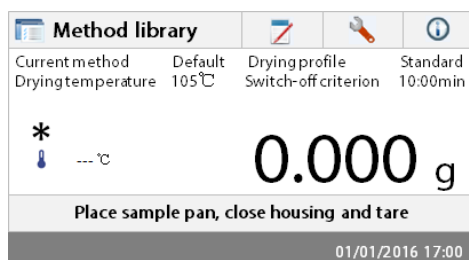 Method library
Current method Default Drying profile Standard
Drying temperature 105℃ Switch-off criterion 10:00min
*
--- ℃
0.000 g
Place sample pan, close housing and tare
01/01/2016 17:00